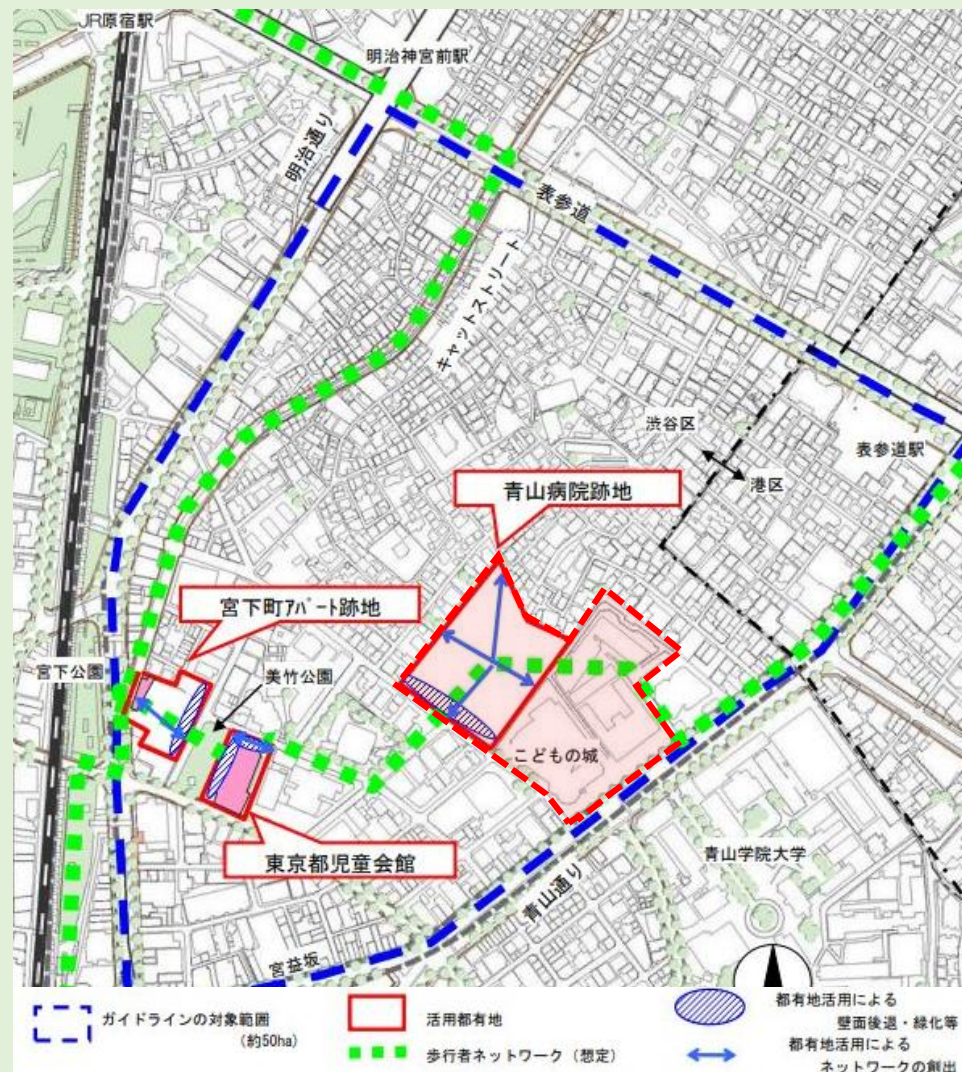 JR原宿駅
明治神宮前駅
明治通り
表参道
キャットストリート
渋谷区
港区
表参道駅
青山病院跡地
宮下町ｱﾊﾟｰﾄ跡地
宮下公園
美竹公園
こどもの城
東京都児童会館
青山学院大学
青山通り
宮益坂
ガイドラインの対象範囲
(約50ha)
活用都有地
歩行者ネットワーク（想定）
都有地活用による
壁面後退・緑化等
都有地活用による
ネットワークの創出